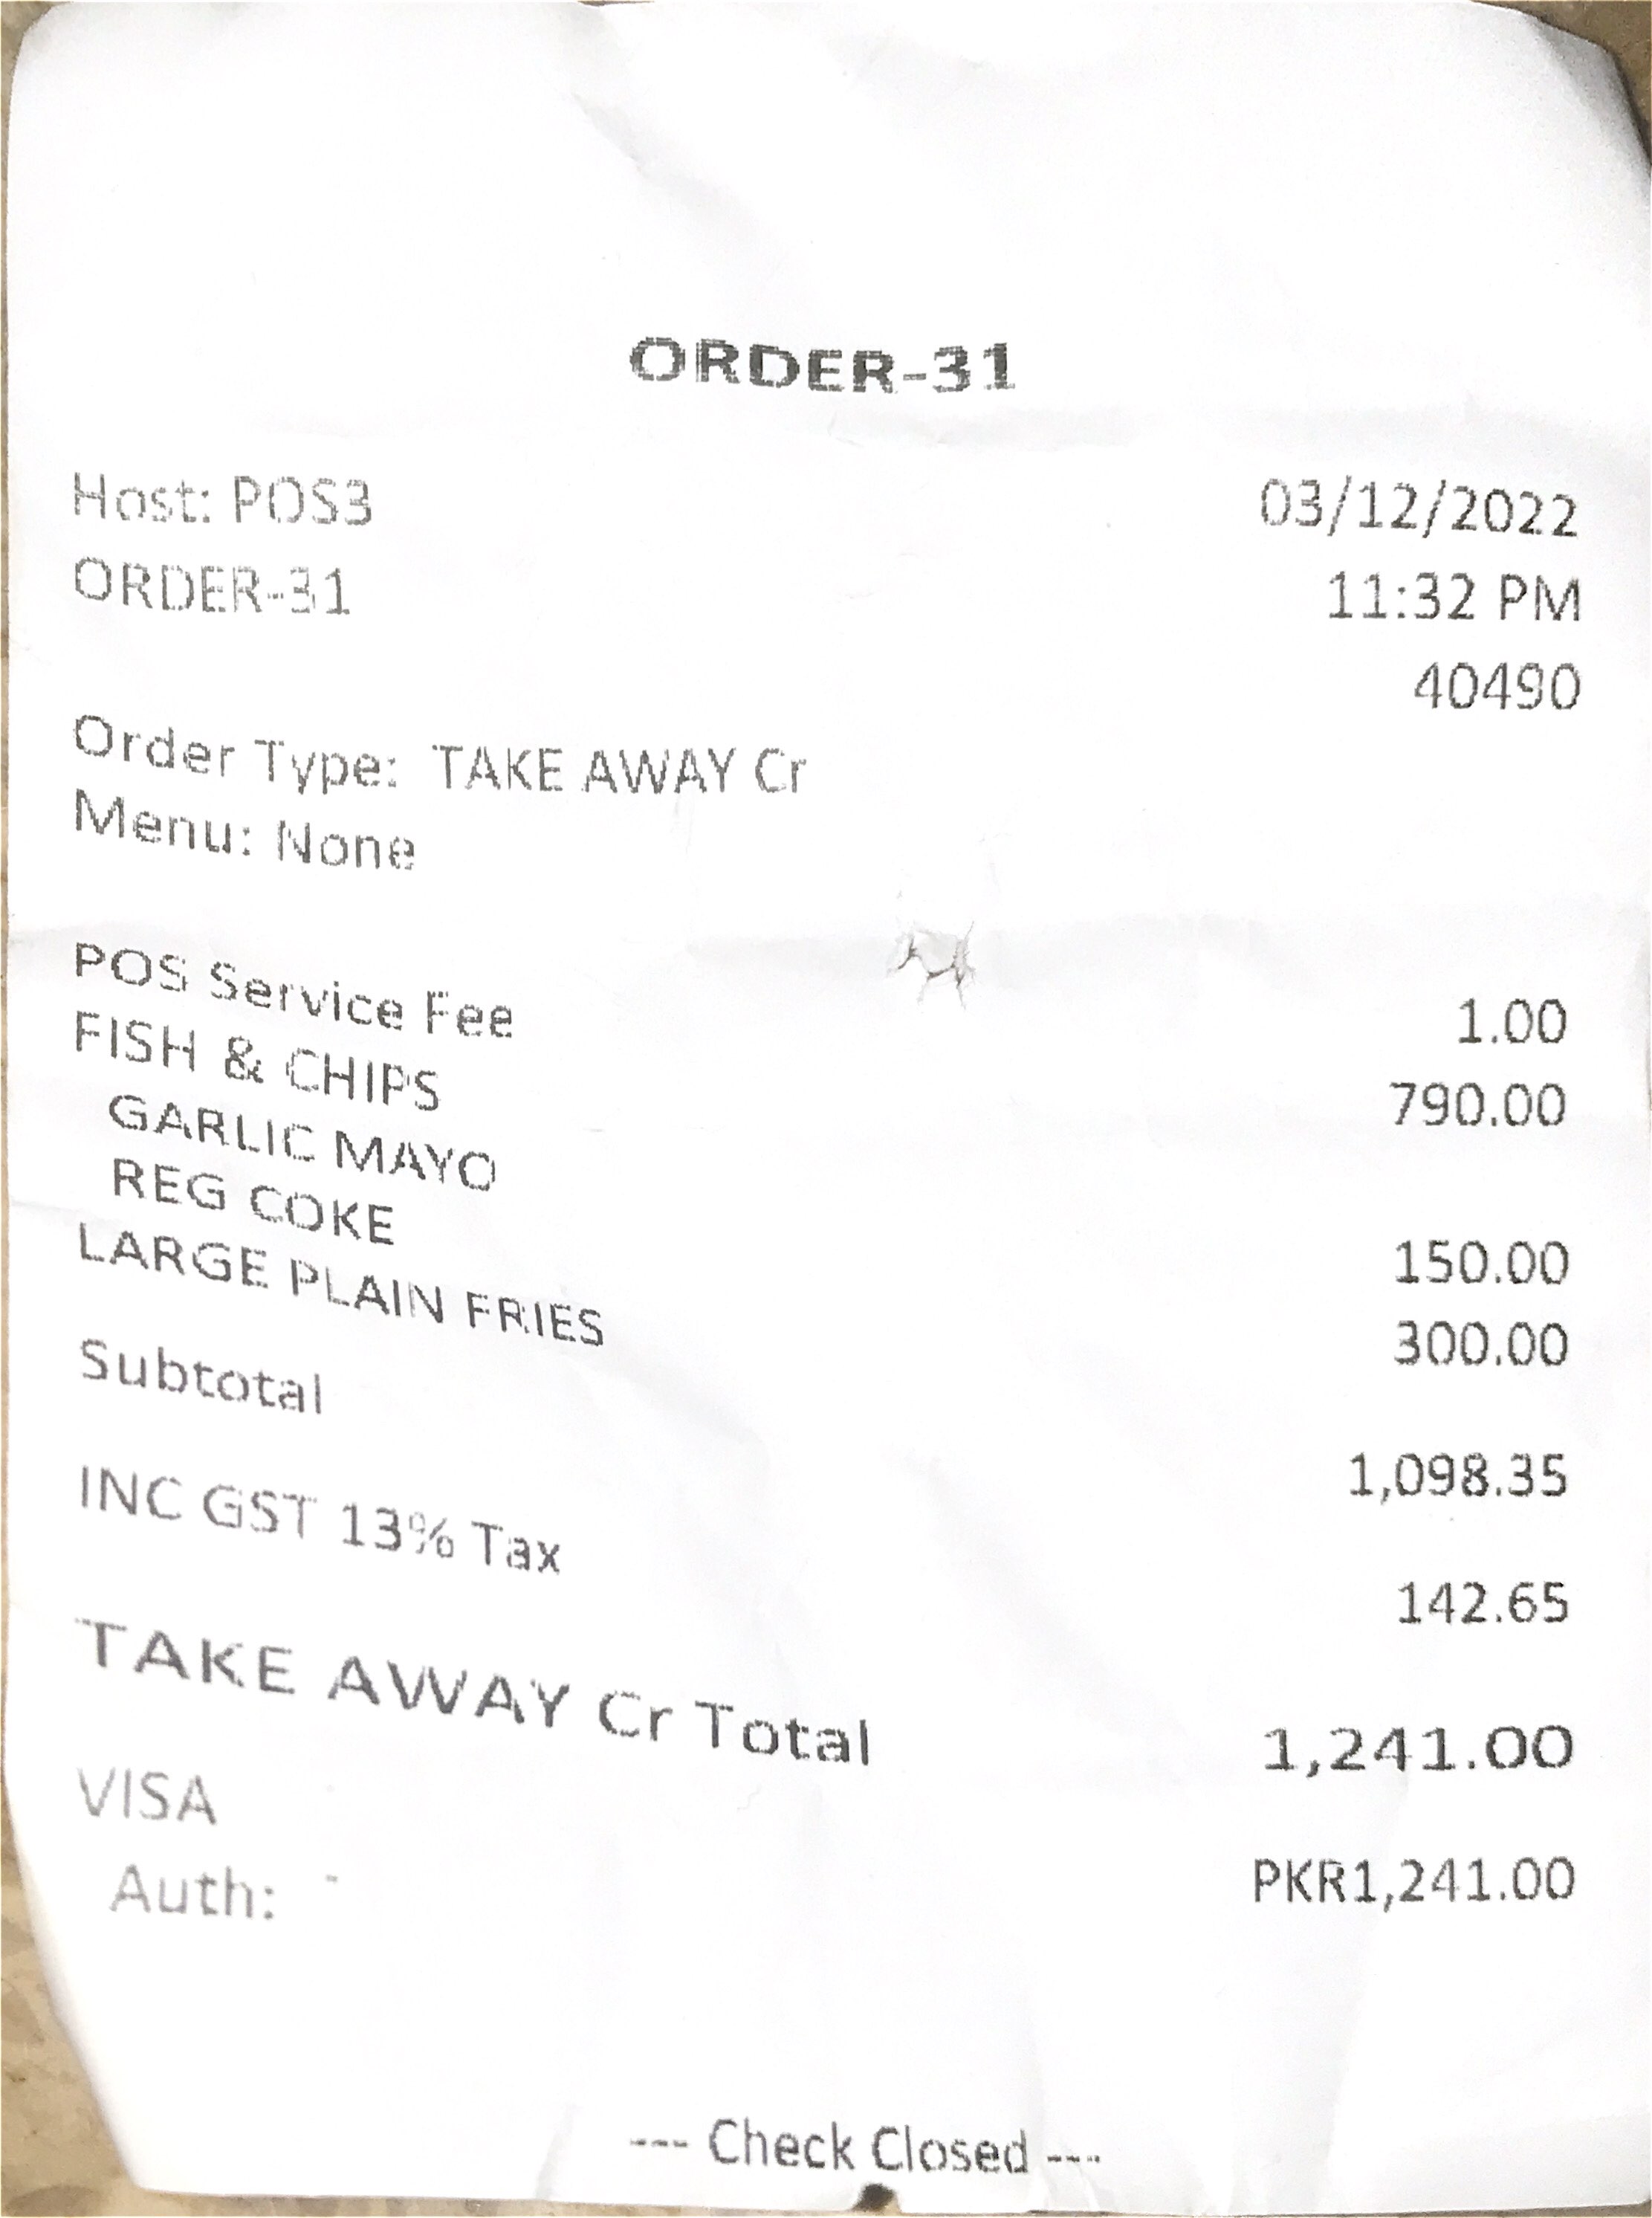 ORDER-31
Host: POS3 03/12/2022
ORDER-31 11:32 PM
40490
Order Type: TAKE AWAY Cr
Menu: None
POS Service Fee 1.00
FISH & CHIPS 790.00
GARLIC MAYO
REG COKE 150.00
LARGE PLAIN FRIES 300.00
Subtotal 1,098.35
INC GST 13% Tax 142.65
TAKE AWAY Cr Total 1,241.00
VISA PKR1,241.00
Auth:
--- Check Closed ---